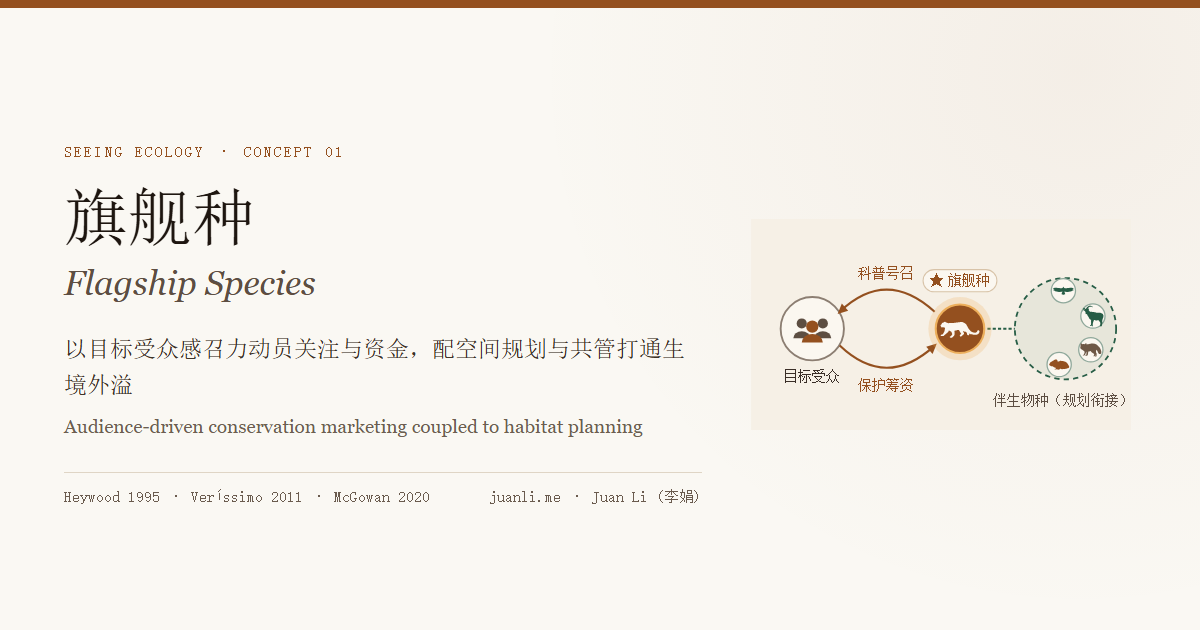 SEEING ECOLOGY · CONCEPT 01
旗舰种
Flagship Species
以目标受众感召力动员关注与资金，配空间规划与共管打通生
境外溢
Audience-driven conservation marketing coupled to habitat planning
Heywood 1995 · Veríssimo 2011 · McGowan 2020
juanli.me · Juan Li (李娟)
科普号召
旗舰种
目标受众
保护筹资
伴生物种（规划衔接）